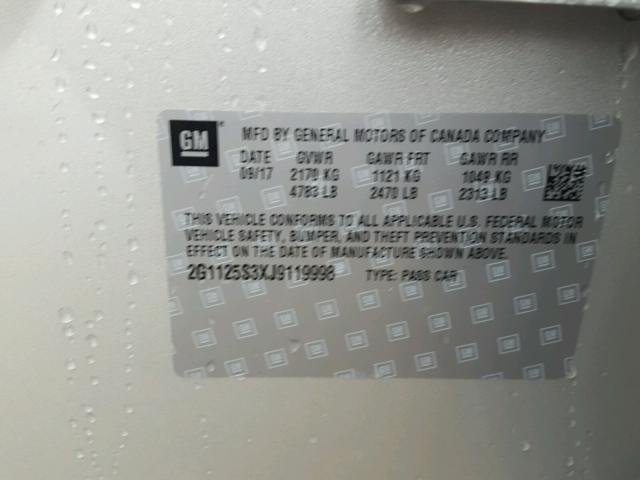 GM
MFD BY GENERAL MOTORS OF CANADA COMPANY
DATE GVWR GAWR FRT GAWR RR
09/17 2170 KG 1121 KG 1049 KG
4783 LB 2470 LB 2313 LB
THIS VEHICLE CONFORMS TO ALL APPLICABLE U.S. FEDERAL MOTOR
VEHICLE SAFETY, BUMPER, AND THEFT PREVENTION STANDARDS IN
EFFECT ON THE DATE OF MANUFACTURE SHOWN ABOVE.
2G1125S3XJ9119998 TYPE: PASS CAR